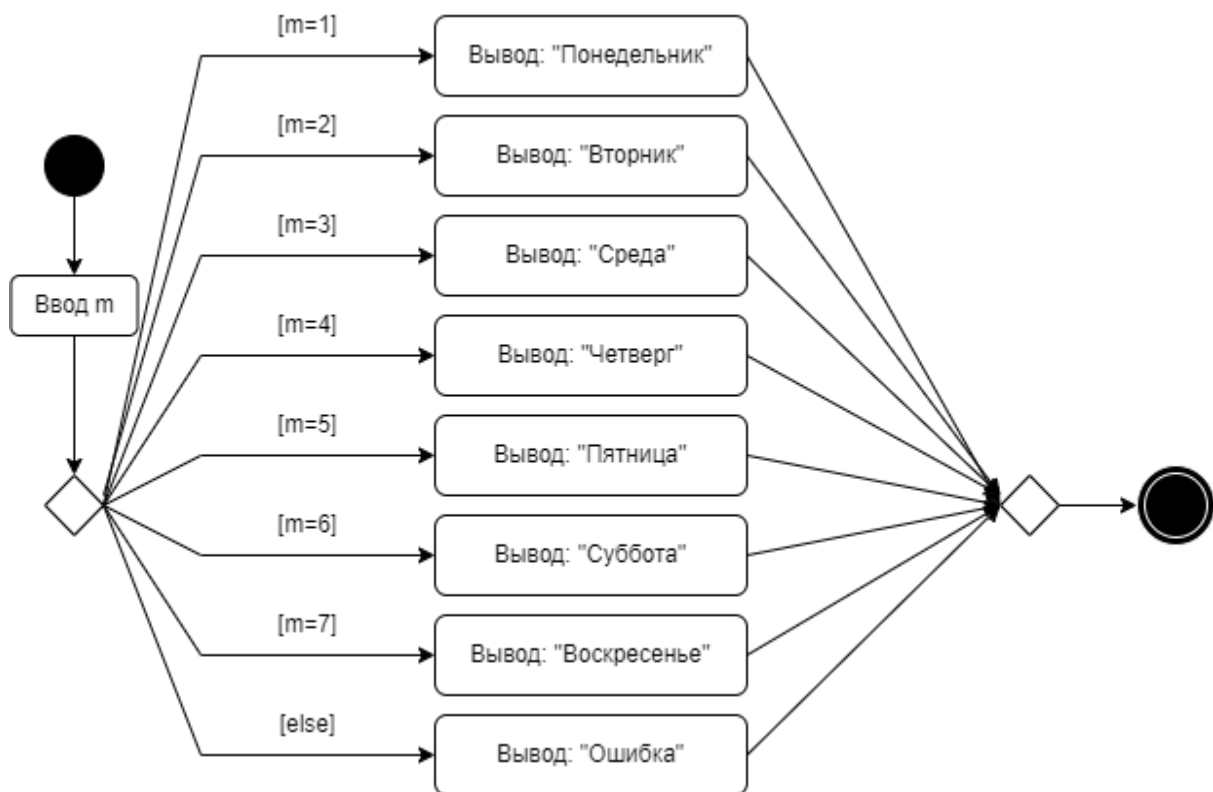 [m=1]
Вывод: "Понедельник"
[m=2]
Вывод: "Вторник"
[m=3]
Вывод: "Среда"
Ввод m
[m=4]
Вывод: "Четверг"
[m=5]
Вывод: "Пятница"
[m=6]
Вывод: "Суббота"
[m=7]
Вывод: "Воскресенье"
[else]
Вывод: "Ошибка"